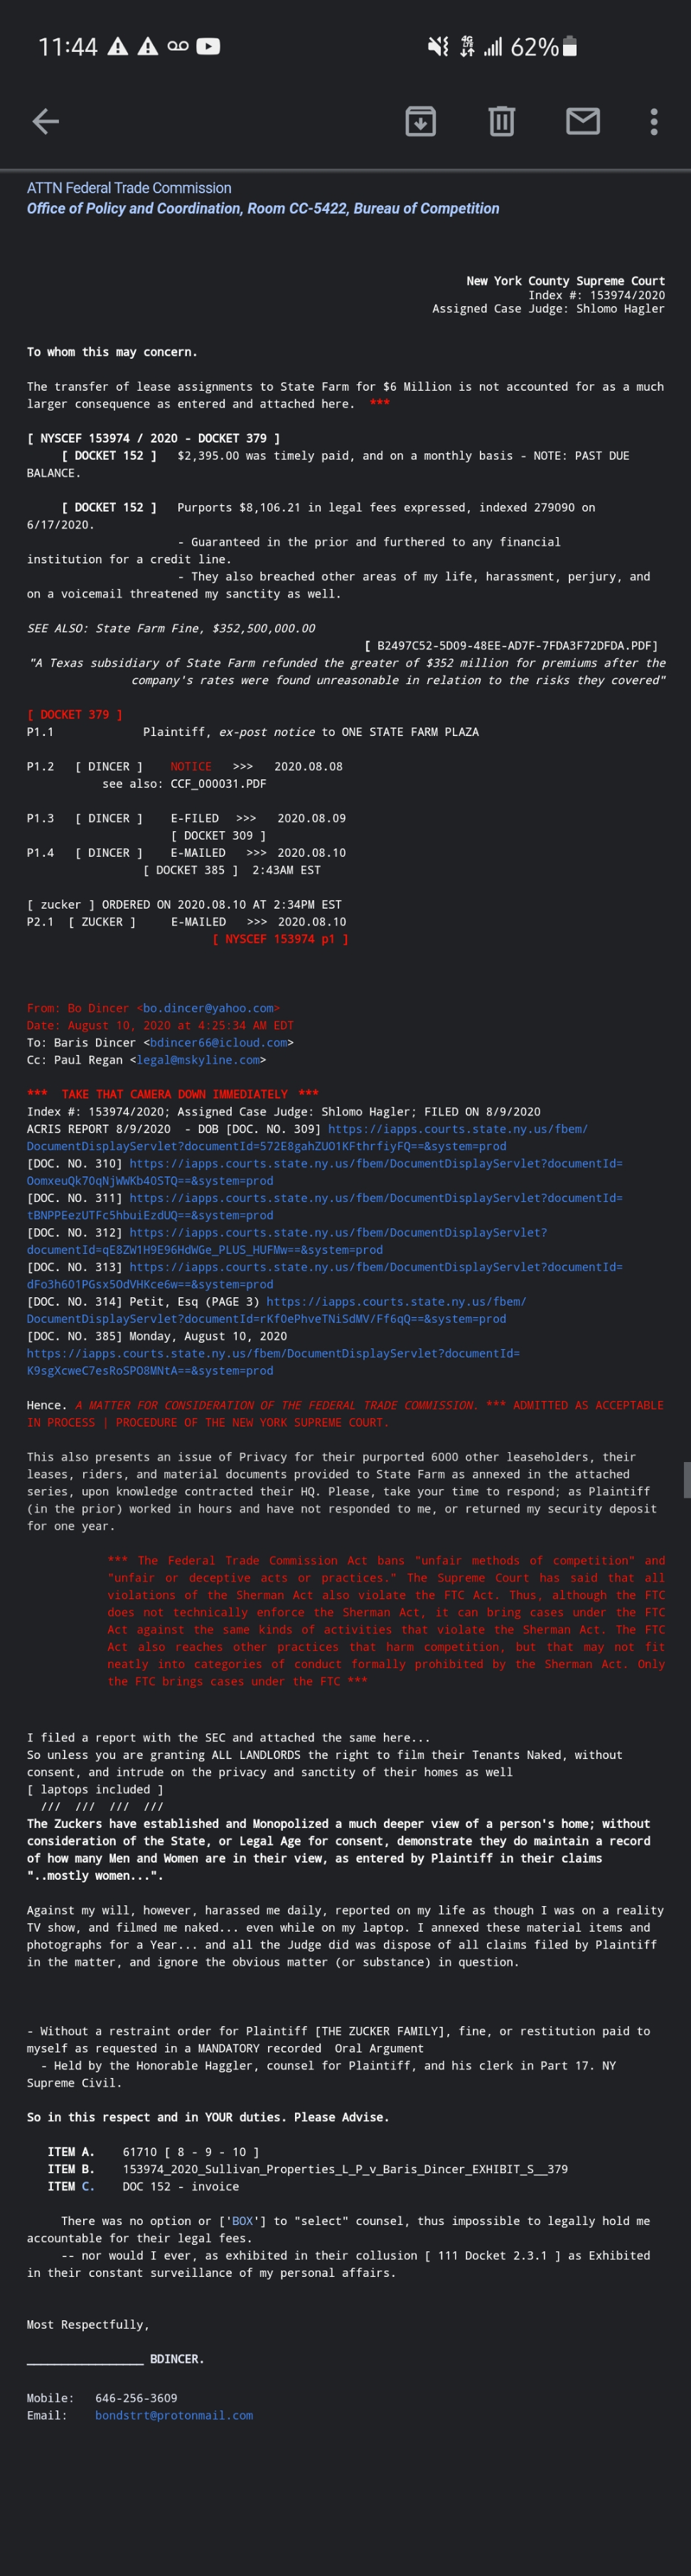 11:44 62%
ATTN Federal Trade Commission
Office of Policy and Coordination, Room CC-5422, Bureau of Competition
New York County Supreme Court
Index #: 153974/2020
Assigned Case Judge: Shlomo Hagler
To whom this may concern.
The transfer of lease assignments to State Farm for $6 Million is not accounted for as a much
larger consequence as entered and attached here. ***
[ NYSCEF 153974 / 2020 - DOCKET 379 ]
[ DOCKET 152 ] $2,395.00 was timely paid, and on a monthly basis - NOTE: PAST DUE
BALANCE.
[ DOCKET 152 ] Purports $8,106.21 in legal fees expressed, indexed 279090 on
6/17/2020.
- Guaranteed in the prior and furthered to any financial
institution for a credit line.
- They also breached other areas of my life, harassment, perjury, and
on a voicemail threatened my sanctity as well.
SEE ALSO: State Farm Fine, $352,500,000.00
[ B2497C52-5D09-48EE-AD7F-7FDA3F72DFDA.PDF]
"A Texas subsidiary of State Farm refunded the greater of $352 million for premiums after the
company's rates were found unreasonable in relation to the risks they covered"
[ DOCKET 379 ]
P1.1 Plaintiff, ex-post notice to ONE STATE FARM PLAZA
P1.2 [ DINCER ] NOTICE >>> 2020.08.08
see also: CCF_000031.PDF
P1.3 [ DINCER ] E-FILED >>> 2020.08.09
[ DOCKET 309 ]
P1.4 [ DINCER ] E-MAILED >>> 2020.08.10
[ DOCKET 385 ] 2:43AM EST
[ zucker ] ORDERED ON 2020.08.10 AT 2:34PM EST
P2.1 [ ZUCKER ] E-MAILED >>> 2020.08.10
[ NYSCEF 153974 p1 ]
From: Bo Dincer <bo.dincer@yahoo.com>
Date: August 10, 2020 at 4:25:34 AM EDT
To: Baris Dincer <bdincer66@icloud.com>
Cc: Paul Regan <legal@mskyline.com>
*** TAKE THAT CAMERA DOWN IMMEDIATELY ***
Index #: 153974/2020; Assigned Case Judge: Shlomo Hagler; FILED ON 8/9/2020
ACRIS REPORT 8/9/2020 - DOB [DOC. NO. 309] https://iapps.courts.state.ny.us/fbem/
DocumentDisplayServlet?documentId=572E8gahZUO1KFthrfiyFQ==&system=prod
[DOC. NO. 310] https://iapps.courts.state.ny.us/fbem/DocumentDisplayServlet?documentId=
OomxeuQk70qNjWWKb40STQ==&system=prod
[DOC. NO. 311] https://iapps.courts.state.ny.us/fbem/DocumentDisplayServlet?documentId=
tBNPPEezUTFc5hbuiEzdUQ==&system=prod
[DOC. NO. 312] https://iapps.courts.state.ny.us/fbem/DocumentDisplayServlet?
documentId=qE8ZW1H9E96HdWGe_PLUS_HUFMw==&system=prod
[DOC. NO. 313] https://iapps.courts.state.ny.us/fbem/DocumentDisplayServlet?documentId=
dFo3h6O1PGsx5OdVHKce6w==&system=prod
[DOC. NO. 314] Petit, Esq (PAGE 3) https://iapps.courts.state.ny.us/fbem/
DocumentDisplayServlet?documentId=rKfOePhveTNiSdMV/Ff6qQ==&system=prod
[DOC. NO. 385] Monday, August 10, 2020
https://iapps.courts.state.ny.us/fbem/DocumentDisplayServlet?documentId=
K9sgXcweC7esRoSPO8MNtA==&system=prod
Hence. A MATTER FOR CONSIDERATION OF THE FEDERAL TRADE COMMISSION. *** ADMITTED AS ACCEPTABLE
IN PROCESS | PROCEDURE OF THE NEW YORK SUPREME COURT.
This also presents an issue of Privacy for their purported 6000 other leaseholders, their
leases, riders, and material documents provided to State Farm as annexed in the attached
series, upon knowledge contracted their HQ. Please, take your time to respond; as Plaintiff
(in the prior) worked in hours and have not responded to me, or returned my security deposit
for one year.
*** The Federal Trade Commission Act bans "unfair methods of competition" and
"unfair or deceptive acts or practices." The Supreme Court has said that all
violations of the Sherman Act also violate the FTC Act. Thus, although the FTC
does not technically enforce the Sherman Act, it can bring cases under the FTC
Act against the same kinds of activities that violate the Sherman Act. The FTC
Act also reaches other practices that harm competition, but that may not fit
neatly into categories of conduct formally prohibited by the Sherman Act. Only
the FTC brings cases under the FTC ***
I filed a report with the SEC and attached the same here...
So unless you are granting ALL LANDLORDS the right to film their Tenants Naked, without
consent, and intrude on the privacy and sanctity of their homes as well
[ laptops included ]
/// /// /// ///
The Zuckers have established and Monopolized a much deeper view of a person's home; without
consideration of the State, or Legal Age for consent, demonstrate they do maintain a record
of how many Men and Women are in their view, as entered by Plaintiff in their claims
"..mostly women...".
Against my will, however, harassed me daily, reported on my life as though I was on a reality
TV show, and filmed me naked... even while on my laptop. I annexed these material items and
photographs for a Year... and all the Judge did was dispose of all claims filed by Plaintiff
in the matter, and ignore the obvious matter (or substance) in question.
- Without a restraint order for Plaintiff [THE ZUCKER FAMILY], fine, or restitution paid to
myself as requested in a MANDATORY recorded Oral Argument
- Held by the Honorable Haggler, counsel for Plaintiff, and his clerk in Part 17. NY
Supreme Civil.
So in this respect and in YOUR duties. Please Advise.
ITEM A. 61710 [ 8 - 9 - 10 ]
ITEM B. 153974_2020_Sullivan_Properties_L_P_v_Baris_Dincer_EXHIBIT_S__379
ITEM C. DOC 152 - invoice
There was no option or ['BOX'] to "select" counsel, thus impossible to legally hold me
accountable for their legal fees.
-- nor would I ever, as exhibited in their collusion [ 111 Docket 2.3.1 ] as Exhibited
in their constant surveillance of my personal affairs.
Most Respectfully,
_________________ BDINCER.
Mobile: 646-256-3609
Email: bondstrt@protonmail.com